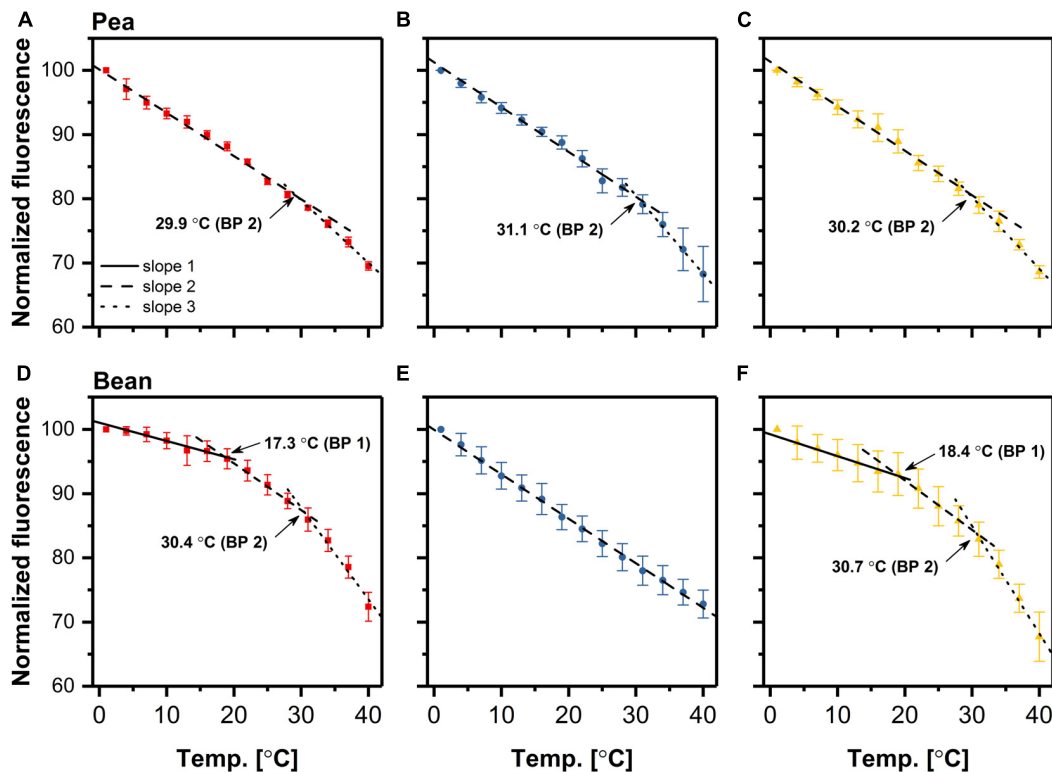 A Pea B C
Normalized fluorescence
100
90
80
70
60
29.9 °C (BP 2)
31.1 °C (BP 2)
30.2 °C (BP 2)
slope 1
slope 2
slope 3
D Bean E F
Normalized fluorescence
100
90
80
70
60
17.3 °C (BP 1)
30.4 °C (BP 2)
18.4 °C (BP 1)
30.7 °C (BP 2)
0 10 20 30 40 0 10 20 30 40 0 10 20 30 40
Temp. [°C] Temp. [°C] Temp. [°C]